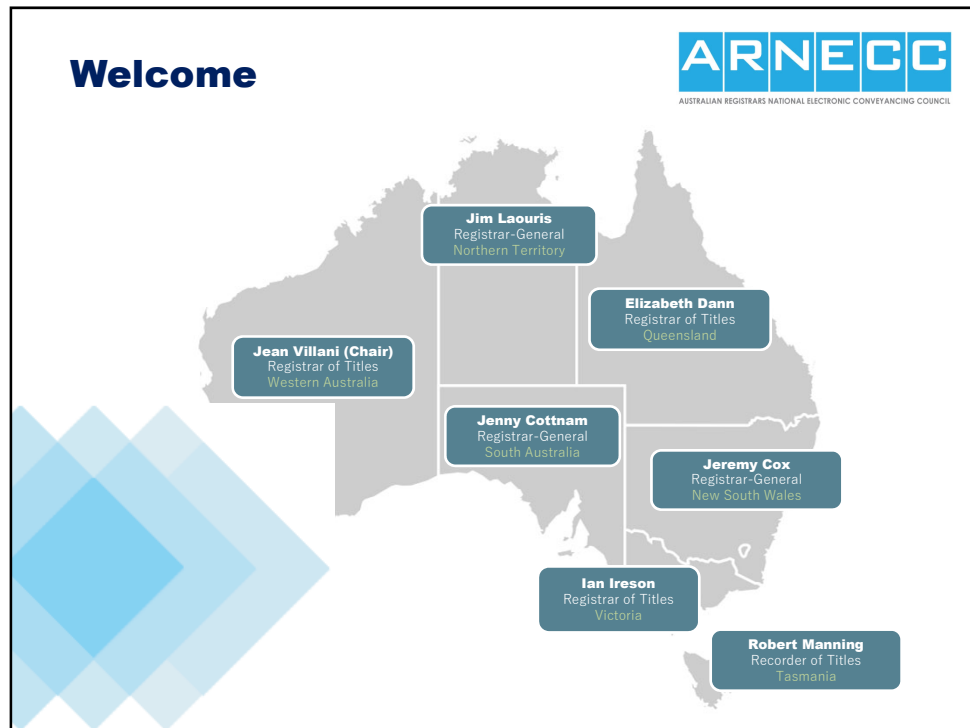 Welcome
ARNECC
AUSTRALIAN REGISTRARS NATIONAL ELECTRONIC CONVEYANCING COUNCIL
Jim Laouris
Registrar-General
Northern Territory
Elizabeth Dann
Registrar of Titles
Queensland
Jean Villani (Chair)
Registrar of Titles
Western Australia
Jenny Cottnam
Registrar-General
South Australia
Jeremy Cox
Registrar-General
New South Wales
Ian Ireson
Registrar of Titles
Victoria
Robert Manning
Recorder of Titles
Tasmania